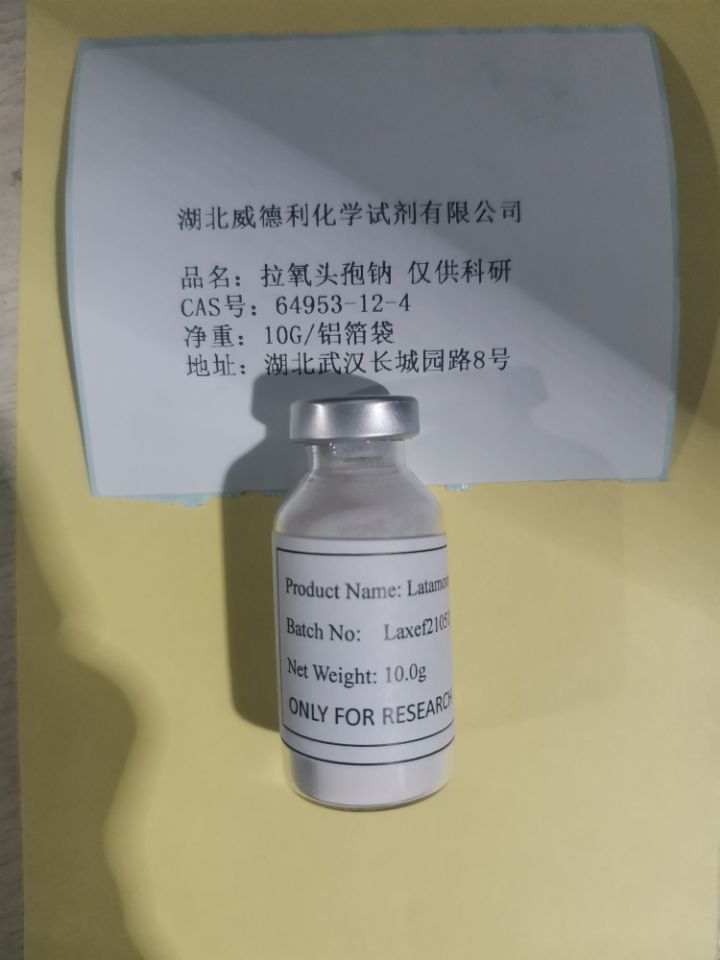 湖北威德利化学试剂有限公司
品名：拉氧头孢钠 仅供科研
CAS号：64953-12-4
净重：10G/铝箔袋
地址：湖北武汉长城园路8号
Product Name:
Batch No:
Net Weight: 10.0g
ONLY FOR RESEARCH